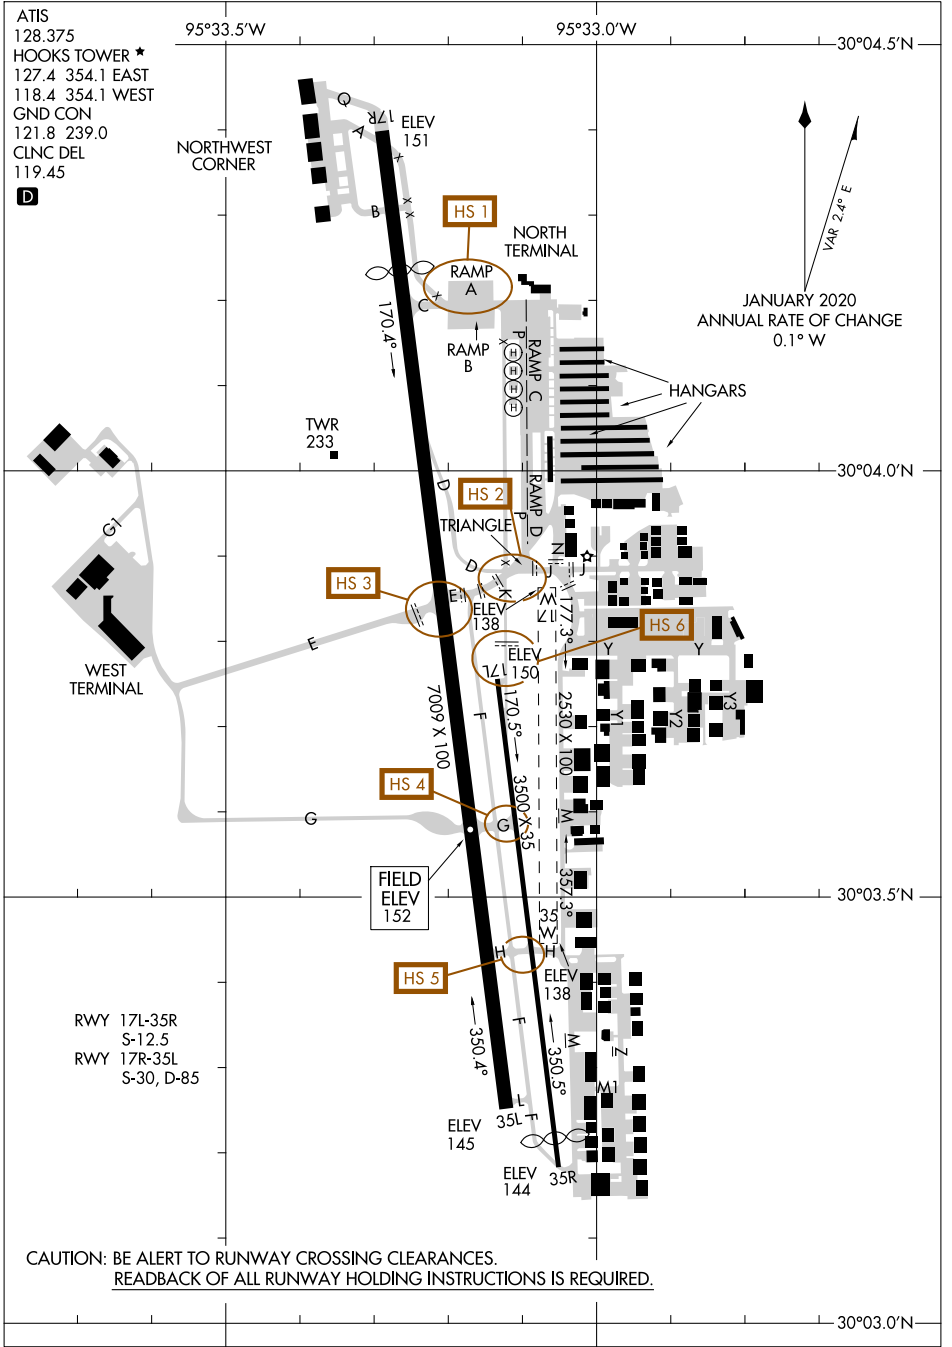 ATIS
128.375
HOOKS TOWER ★
127.4 354.1 EAST
118.4 354.1 WEST
GND CON
121.8 239.0
CLNC DEL
119.45
D
95°33.5'W
95°33.0'W
30°04.5'N
NORTHWEST
CORNER
Q
A
17R
ELEV
151
X
B
X
X
HS 1
NORTH
TERMINAL
VAR 2.4° E
JANUARY 2020
ANNUAL RATE OF CHANGE
0.1° W
RAMP
A
X
C
170.4°
RAMP
B
P
X
H
H
H
H
RAMP C
HANGARS
TWR
233
30°04.0'N
D
HS 2
P
RAMP D
TRIANGLE
G1
N
D
X
J
J
HS 3
E
K
ELEV
138
W
17
177.3°
HS 6
E
ELEV
150
17L
Y
Y
WEST
TERMINAL
7009 X 100
F
170.5°
2530 X 100
Y1
Y2
Y3
HS 4
3500 X 35
G
G
M
FIELD
ELEV
152
357.3°
30°03.5'N
35
W
H
H
HS 5
ELEV
138
RWY 17L-35R
S-12.5
RWY 17R-35L
S-30, D-85
F
350.4°
350.5°
M
Z
M1
L
F
35L
ELEV
145
ELEV
144
35R
CAUTION: BE ALERT TO RUNWAY CROSSING CLEARANCES.
READBACK OF ALL RUNWAY HOLDING INSTRUCTIONS IS REQUIRED.
30°03.0'N